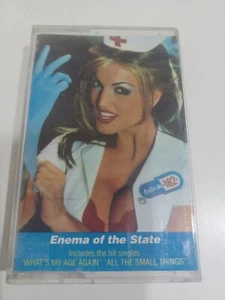 blink
182
Enema of the State
Includes the hit singles
"WHAT'S MY AGE AGAIN" "ALL THE SMALL THINGS"